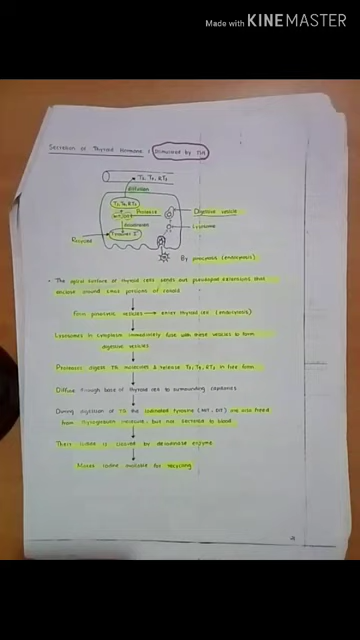 Made with KINEMASTER
Secretion of Thyroid Hormone : Stimulated by TSH
T3, T4, RT3
diffusion
T3, T4, RT3
Protease
Digestive vesicle
deiodinases
Lysosome
Tyrosines I
Recycled
By pinocytosis (endocytosis)
• The apical surface of thyroid cells sends out pseudopod extensions that
enclose around small portions of colloid
Form pinocytic vesicles → enter thyroid cell (endocytosis)
Lysosomes in cytoplasm immediately fuse with these vesicles to form
digestive vesicles
Proteases digest TG molecules & release T3, T4, RT3 in free form
Diffuse through base of thyroid cell to surrounding capillaries
During digestion of TG the iodinated tyrosine (MIT, DIT) are also freed
from thyroglobulin molecules, but not secreted to blood
Their iodine is cleaved by deiodinase enzyme
Makes iodine available for recycling